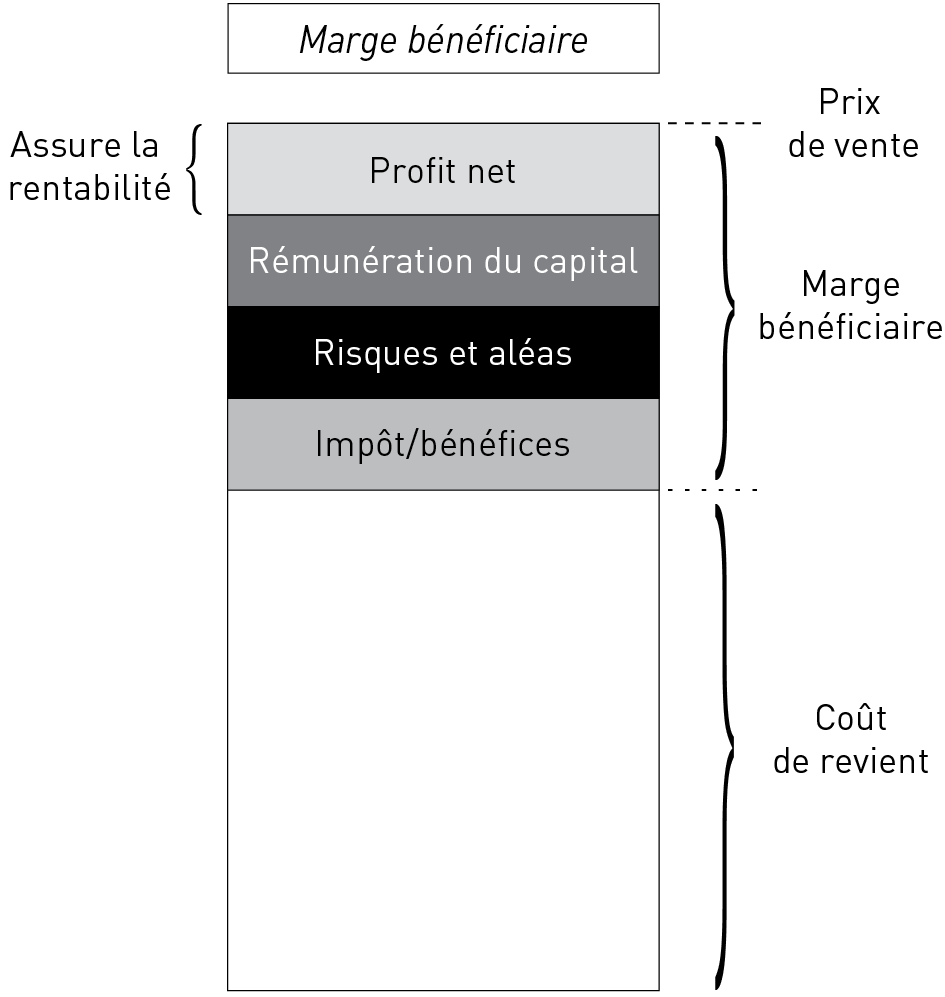 Marge bénéficiaire
Prix
de vente
Assure la
rentabilité
Profit net
Rémunération du capital
Marge
bénéficiaire
Risques et aléas
Impôt/bénéfices
Coût
de revient